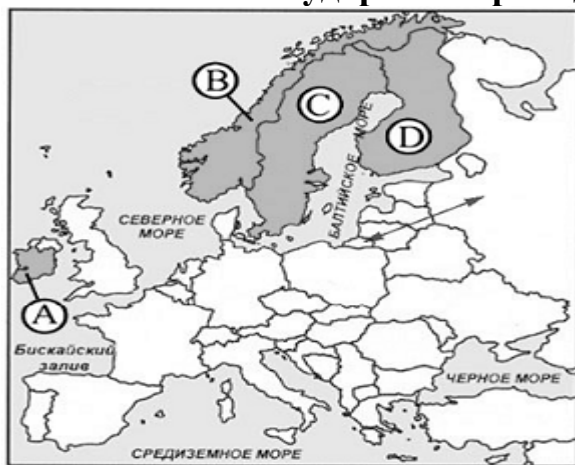 B
C
D
БАЛТИЙСКОЕ МОРЕ
СЕВЕРНОЕ
МОРЕ
A
Бискайский
залив
ЧЕРНОЕ МОРЕ
СРЕДИЗЕМНОЕ МОРЕ